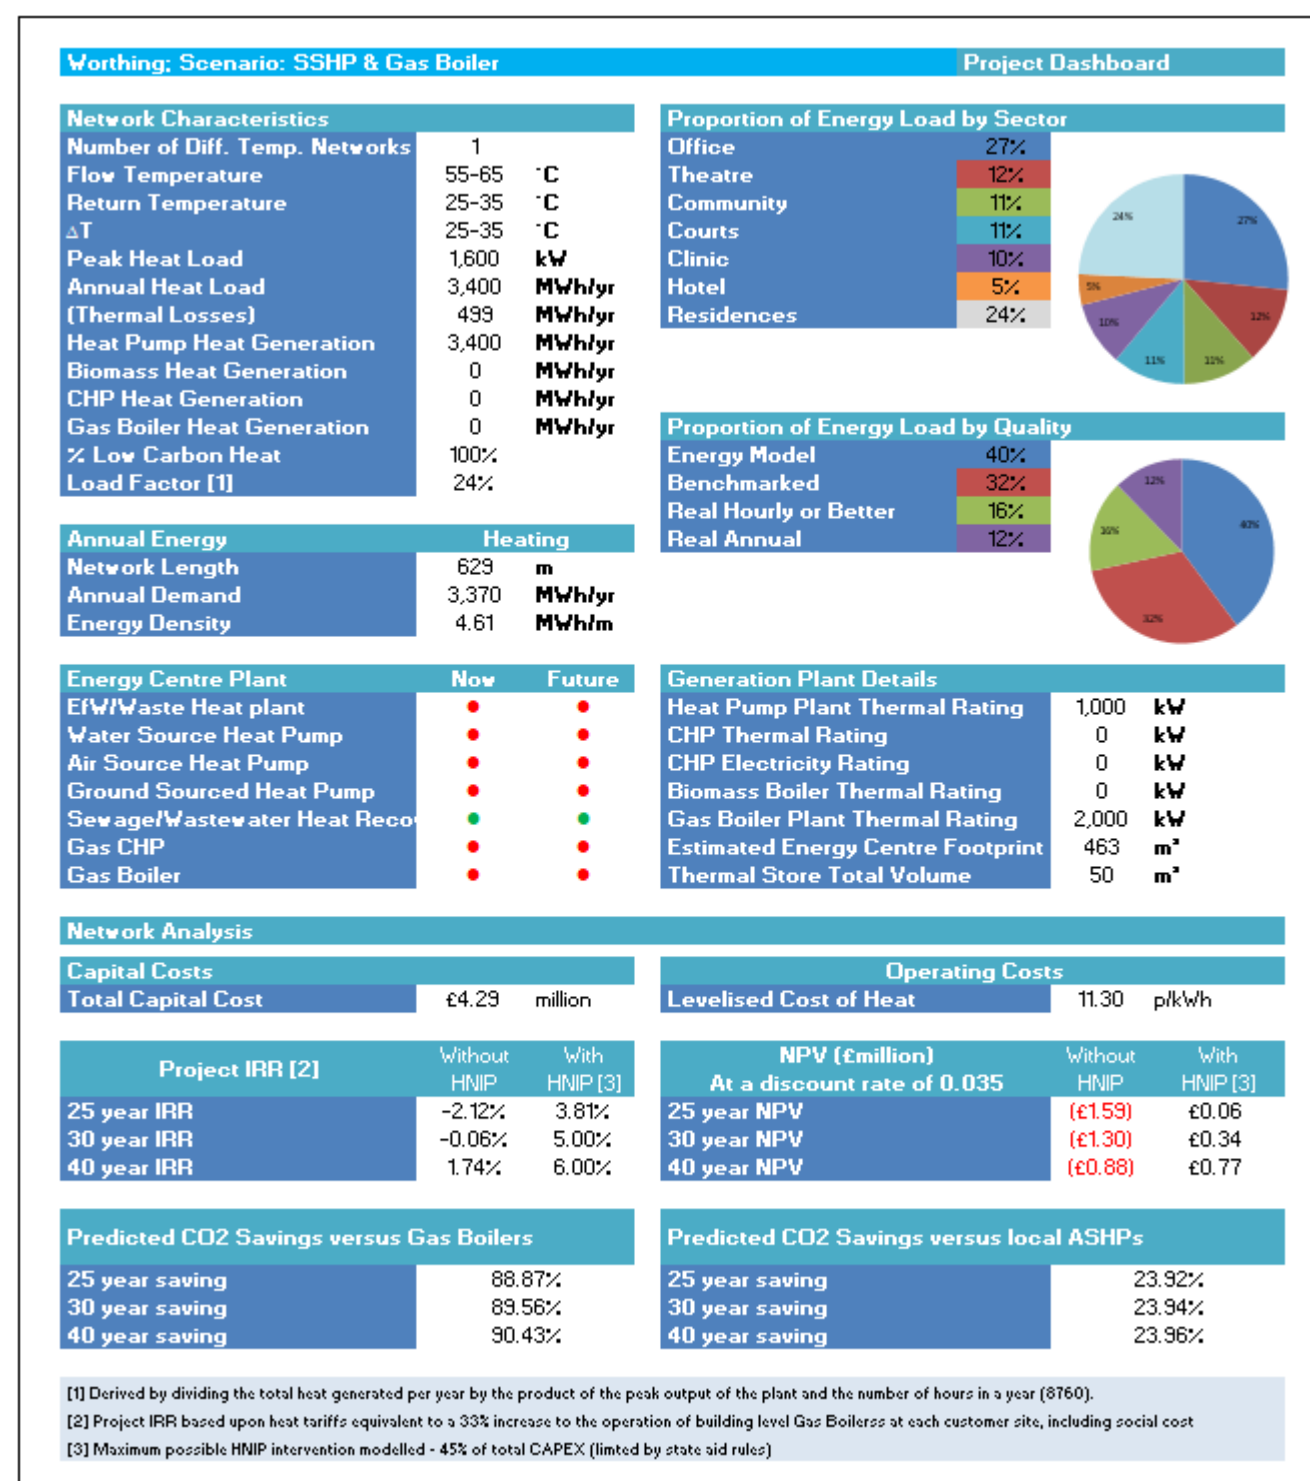 Worthing; Scenario: SSHP & Gas Boiler Project Dashboard
Network Characteristics
Number of Diff. Temp. Networks 1
Flow Temperature 55-65 °C
Return Temperature 25-35 °C
ΔT 25-35 °C
Peak Heat Load 1,600 kW
Annual Heat Load 3,400 MWh/yr
(Thermal Losses) 499 MWh/yr
Heat Pump Heat Generation 3,400 MWh/yr
Biomass Heat Generation 0 MWh/yr
CHP Heat Generation 0 MWh/yr
Gas Boiler Heat Generation 0 MWh/yr
% Low Carbon Heat 100%
Load Factor [1] 24%
Proportion of Energy Load by Sector
Office 27%
Theatre 12%
Community 11%
Courts 11%
Clinic 10%
Hotel 5%
Residences 24%
24% 27%
5%
10% 12%
11% 11%
Proportion of Energy Load by Quality
Energy Model 40%
Benchmarked 32%
Real Hourly or Better 16%
Real Annual 12%
12%
16% 40%
32%
Annual Energy Heating
Network Length 629 m
Annual Demand 3,370 MWh/yr
Energy Density 4.61 MWh/m
Energy Centre Plant Now Future
EfW/Waste Heat plant
Water Source Heat Pump
Air Source Heat Pump
Ground Sourced Heat Pump
Sewage/Wastewater Heat Reco
Gas CHP
Gas Boiler
Generation Plant Details
Heat Pump Plant Thermal Rating 1,000 kW
CHP Thermal Rating 0 kW
CHP Electricity Rating 0 kW
Biomass Boiler Thermal Rating 0 kW
Gas Boiler Plant Thermal Rating 2,000 kW
Estimated Energy Centre Footprint 463 m²
Thermal Store Total Volume 50 m³
Network Analysis
Capital Costs
Total Capital Cost £4.29 million
Operating Costs
Levelised Cost of Heat 11.30 p/kWh
Project IRR [2] Without HNIP With HNIP [3]
25 year IRR -2.12% 3.81%
30 year IRR -0.06% 5.00%
40 year IRR 1.74% 6.00%
NPV (£million) Without With
At a discount rate of 0.035 HNIP HNIP [3]
25 year NPV (£1.59) £0.06
30 year NPV (£1.30) £0.34
40 year NPV (£0.88) £0.77
Predicted CO2 Savings versus Gas Boilers
25 year saving 88.87%
30 year saving 89.56%
40 year saving 90.43%
Predicted CO2 Savings versus local ASHPs
25 year saving 23.92%
30 year saving 23.94%
40 year saving 23.96%
[1] Derived by dividing the total heat generated per year by the product of the peak output of the plant and the number of hours in a year (8760).
[2] Project IRR based upon heat tariffs equivalent to a 33% increase to the operation of building level Gas Boilerss at each customer site, including social cost
[3] Maximum possible HNIP intervention modelled - 45% of total CAPEX (limted by state aid rules)